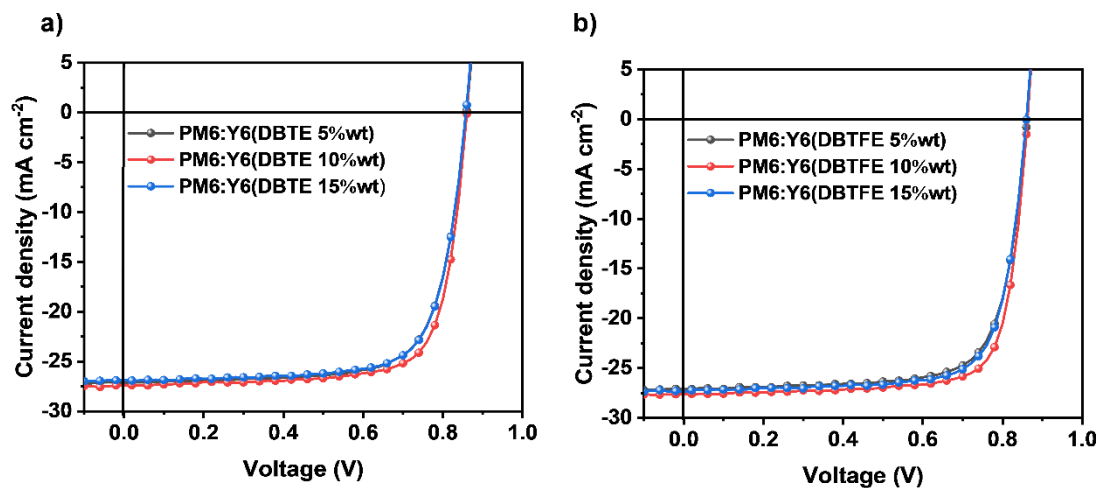 a)
5
0
-5
-10
-15
-20
-25
-30
0.0 0.2 0.4 0.6 0.8 1.0
Current density (mA cm⁻²)
Voltage (V)
PM6:Y6(DBTE 5%wt)
PM6:Y6(DBTE 10%wt)
PM6:Y6(DBTE 15%wt)
b)
5
0
-5
-10
-15
-20
-25
-30
0.0 0.2 0.4 0.6 0.8 1.0
Current density (mA cm⁻²)
Voltage (V)
PM6:Y6(DBTFE 5%wt)
PM6:Y6(DBTFE 10%wt)
PM6:Y6(DBTFE 15%wt)